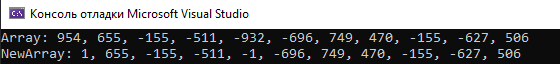 C:\ Консоль отладки Microsoft Visual Studio
Array: 954, 655, -155, -511, -932, -696, 749, 470, -155, -627, 506
NewArray: 1, 655, -155, -511, -1, -696, 749, 470, -155, -627, 506